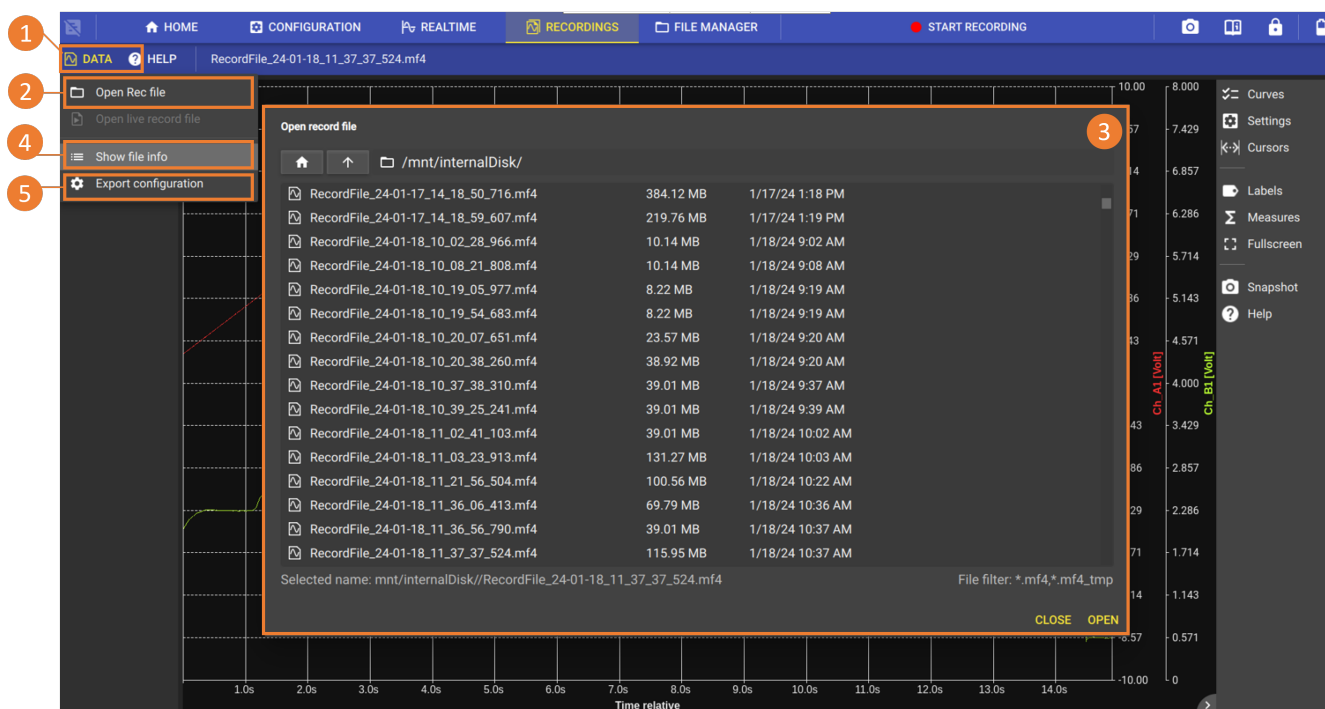 1
HOME
CONFIGURATION
REALTIME
RECORDINGS
FILE MANAGER
START RECORDING
DATA
? HELP
RecordFile_24-01-18_11_37_37_524.mf4
2
Open Rec file
Open live record file
4
Show file info
5
Export configuration
Open record file
3
/mnt/internalDisk/
RecordFile_24-01-17_14_18_50_716.mf4 384.12 MB 1/17/24 1:18 PM
RecordFile_24-01-17_14_18_59_607.mf4 219.76 MB 1/17/24 1:19 PM
RecordFile_24-01-18_10_02_28_966.mf4 10.14 MB 1/18/24 9:02 AM
RecordFile_24-01-18_10_08_21_808.mf4 10.14 MB 1/18/24 9:08 AM
RecordFile_24-01-18_10_19_05_977.mf4 8.22 MB 1/18/24 9:19 AM
RecordFile_24-01-18_10_19_54_683.mf4 8.22 MB 1/18/24 9:19 AM
RecordFile_24-01-18_10_20_07_651.mf4 23.57 MB 1/18/24 9:20 AM
RecordFile_24-01-18_10_20_38_260.mf4 38.92 MB 1/18/24 9:20 AM
RecordFile_24-01-18_10_37_38_310.mf4 39.01 MB 1/18/24 9:37 AM
RecordFile_24-01-18_10_39_25_241.mf4 39.01 MB 1/18/24 9:39 AM
RecordFile_24-01-18_11_02_41_103.mf4 39.01 MB 1/18/24 10:02 AM
RecordFile_24-01-18_11_03_23_913.mf4 131.27 MB 1/18/24 10:03 AM
RecordFile_24-01-18_11_21_56_504.mf4 100.56 MB 1/18/24 10:22 AM
RecordFile_24-01-18_11_36_06_413.mf4 69.79 MB 1/18/24 10:36 AM
RecordFile_24-01-18_11_36_56_790.mf4 39.01 MB 1/18/24 10:37 AM
RecordFile_24-01-18_11_37_37_524.mf4 115.95 MB 1/18/24 10:37 AM
Selected name: mnt/internalDisk//RecordFile_24-01-18_11_37_37_524.mf4
File filter: *.mf4,*.mf4_tmp
CLOSE OPEN
10.00
57
14
71
29
86
43
43
86
29
71
14
-8.57
-10.00
Ch_A1 [Volt]
8.000
7.429
6.857
6.286
5.714
5.143
4.571
4.000
3.429
2.857
2.286
1.714
1.143
0.571
0
Ch_B1 [Volt]
1.0s 2.0s 3.0s 4.0s 5.0s 6.0s 7.0s 8.0s 9.0s 10.0s 11.0s 12.0s 13.0s 14.0s
Time relative
Curves
Settings
Cursors
Labels
Measures
Fullscreen
Snapshot
? Help